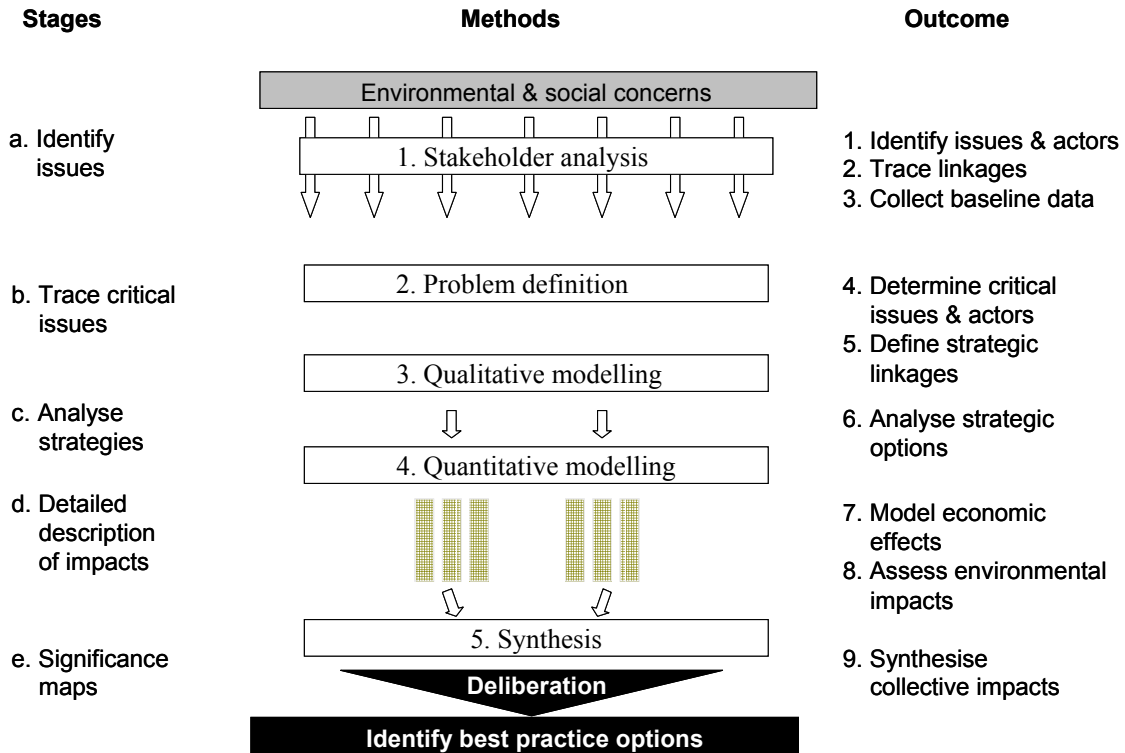 Stages
Methods
Outcome
Environmental & social concerns
a. Identify
issues
1. Stakeholder analysis
1. Identify issues & actors
2. Trace linkages
3. Collect baseline data
b. Trace critical
issues
2. Problem definition
4. Determine critical
issues & actors
5. Define strategic
linkages
3. Qualitative modelling
c. Analyse
strategies
6. Analyse strategic
options
4. Quantitative modelling
d. Detailed
description
of impacts
7. Model economic
effects
8. Assess environmental
impacts
5. Synthesis
e. Significance
maps
9. Synthesise
collective impacts
Deliberation
Identify best practice options